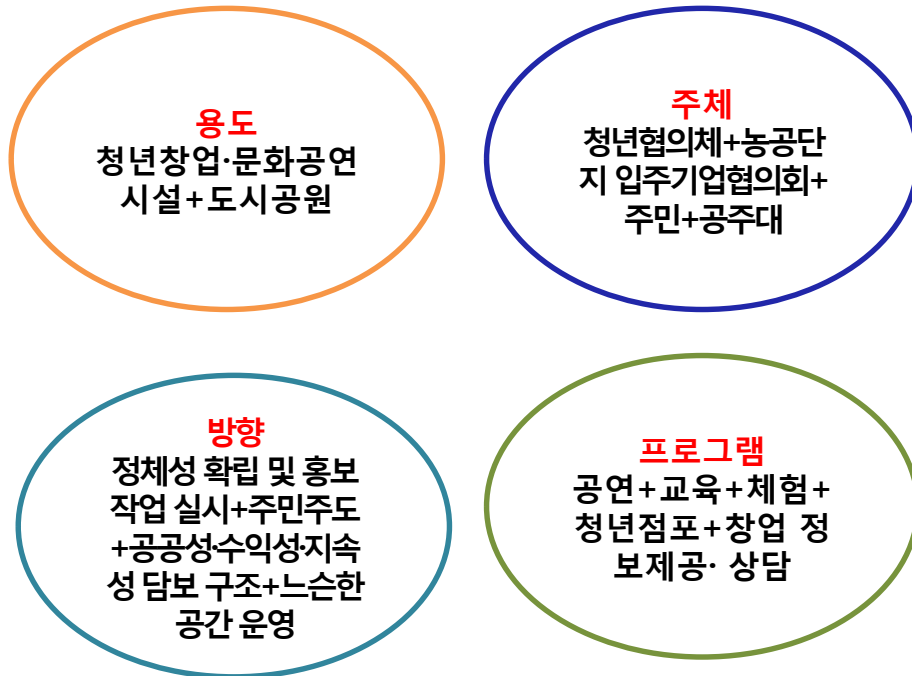 용도
청년창업·문화공연
시설+도시공원
주체
청년협의체+농공단
지 입주기업협의회+
주민+공주대
방향
정체성 확립 및 홍보
작업 실시+주민주도
+공공성·수익성·지속
성 담보 구조+느슨한
공간 운영
프로그램
공연+교육+체험+
청년점포+창업 정
보제공· 상담